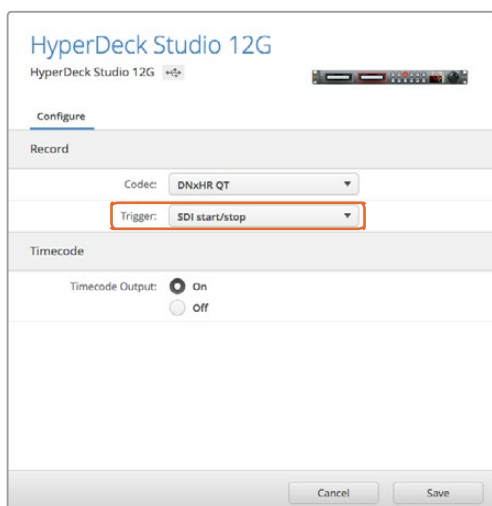 HyperDeck Studio 12G
HyperDeck Studio 12G
Configure
Record
Codec: DNxHR QT
Trigger: SDI start/stop
Timecode
Timecode Output: On
Off
Cancel Save